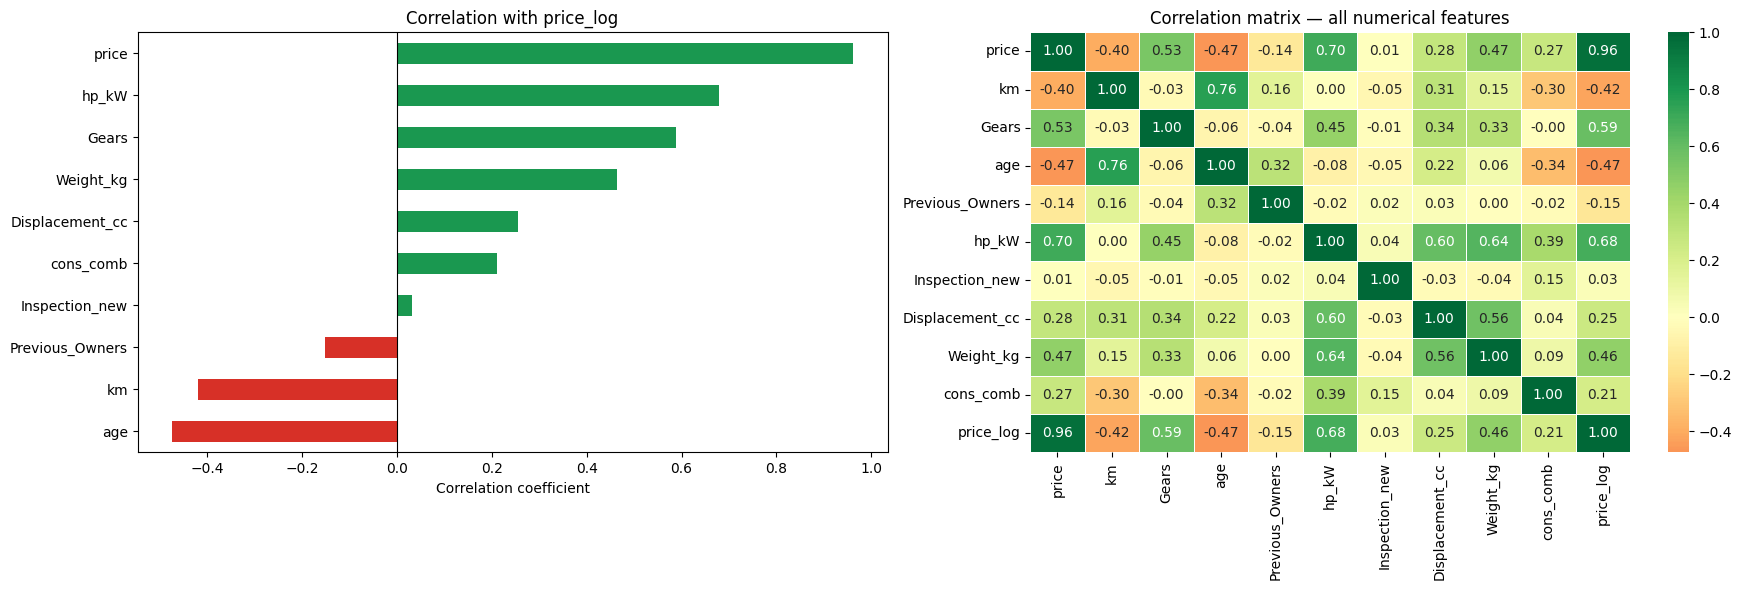 Correlation with price_log
price
hp_kW
Gears
Weight_kg
Displacement_cc
cons_comb
Inspection_new
Previous_Owners
km
age
−0.4 −0.2 0.0 0.2 0.4 0.6 0.8 1.0
Correlation coefficient
Correlation matrix — all numerical features
price 1.00 -0.40 0.53 -0.47 -0.14 0.70 0.01 0.28 0.47 0.27 0.96
km -0.40 1.00 -0.03 0.76 0.16 0.00 -0.05 0.31 0.15 -0.30 -0.42
Gears 0.53 -0.03 1.00 -0.06 -0.04 0.45 -0.01 0.34 0.33 -0.00 0.59
age -0.47 0.76 -0.06 1.00 0.32 -0.08 -0.05 0.22 0.06 -0.34 -0.47
Previous_Owners -0.14 0.16 -0.04 0.32 1.00 -0.02 0.02 0.03 0.00 -0.02 -0.15
hp_kW 0.70 0.00 0.45 -0.08 -0.02 1.00 0.04 0.60 0.64 0.39 0.68
Inspection_new 0.01 -0.05 -0.01 -0.05 0.02 0.04 1.00 -0.03 -0.04 0.15 0.03
Displacement_cc 0.28 0.31 0.34 0.22 0.03 0.60 -0.03 1.00 0.56 0.04 0.25
Weight_kg 0.47 0.15 0.33 0.06 0.00 0.64 -0.04 0.56 1.00 0.09 0.46
cons_comb 0.27 -0.30 -0.00 -0.34 -0.02 0.39 0.15 0.04 0.09 1.00 0.21
price_log 0.96 -0.42 0.59 -0.47 -0.15 0.68 0.03 0.25 0.46 0.21 1.00
price
km
Gears
age
Previous_Owners
hp_kW
Inspection_new
Displacement_cc
Weight_kg
cons_comb
price_log
1.0
0.8
0.6
0.4
0.2
0.0
−0.2
−0.4